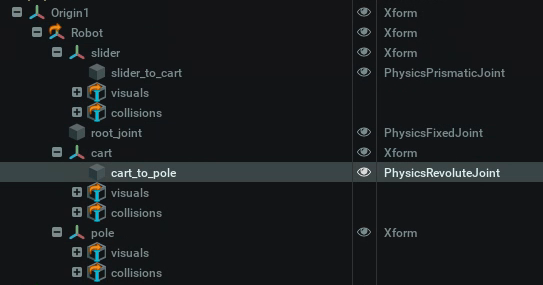 Origin1 Xform
Robot Xform
slider Xform
slider_to_cart PhysicsPrismaticJoint
visuals
collisions
root_joint PhysicsFixedJoint
cart Xform
cart_to_pole PhysicsRevoluteJoint
visuals
collisions
pole Xform
visuals
collisions